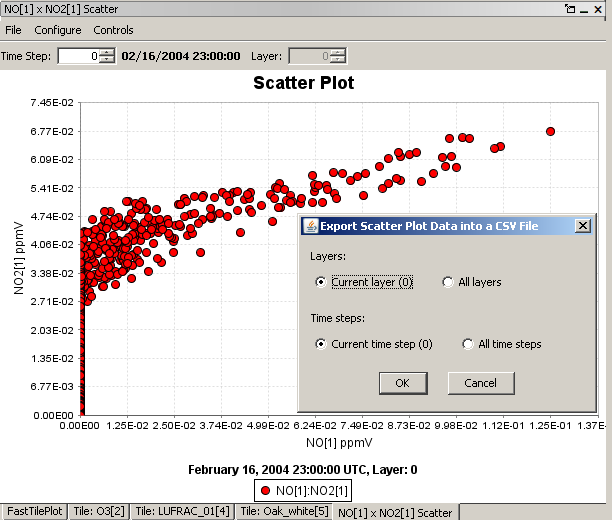 NO[1] x NO2[1] Scatter
File Configure Controls
Time Step: 0 02/16/2004 23:00:00 Layer: 0
Scatter Plot
7.45E-02
6.77E-02
6.09E-02
5.41E-02
4.74E-02
4.06E-02
3.38E-02
2.71E-02
2.03E-02
1.35E-02
6.77E-03
0.00E00
NO2[1] ppmV
0.00E00 1.25E-02 2.50E-02 3.74E-02 4.99E-02 6.24E-02 7.49E-02 8.73E-02 9.98E-02 1.12E-01 1.25E-01 1.37E-
NO[1] ppmV
Export Scatter Plot Data into a CSV File
Layers:
Current layer (0) All layers
Time steps:
Current time step (0) All time steps
OK Cancel
February 16, 2004 23:00:00 UTC, Layer: 0
NO[1]:NO2[1]
FastTilePlot Tile: O3[2] Tile: LUFRAC_01[4] Tile: Oak_white[5] NO[1] x NO2[1] Scatter